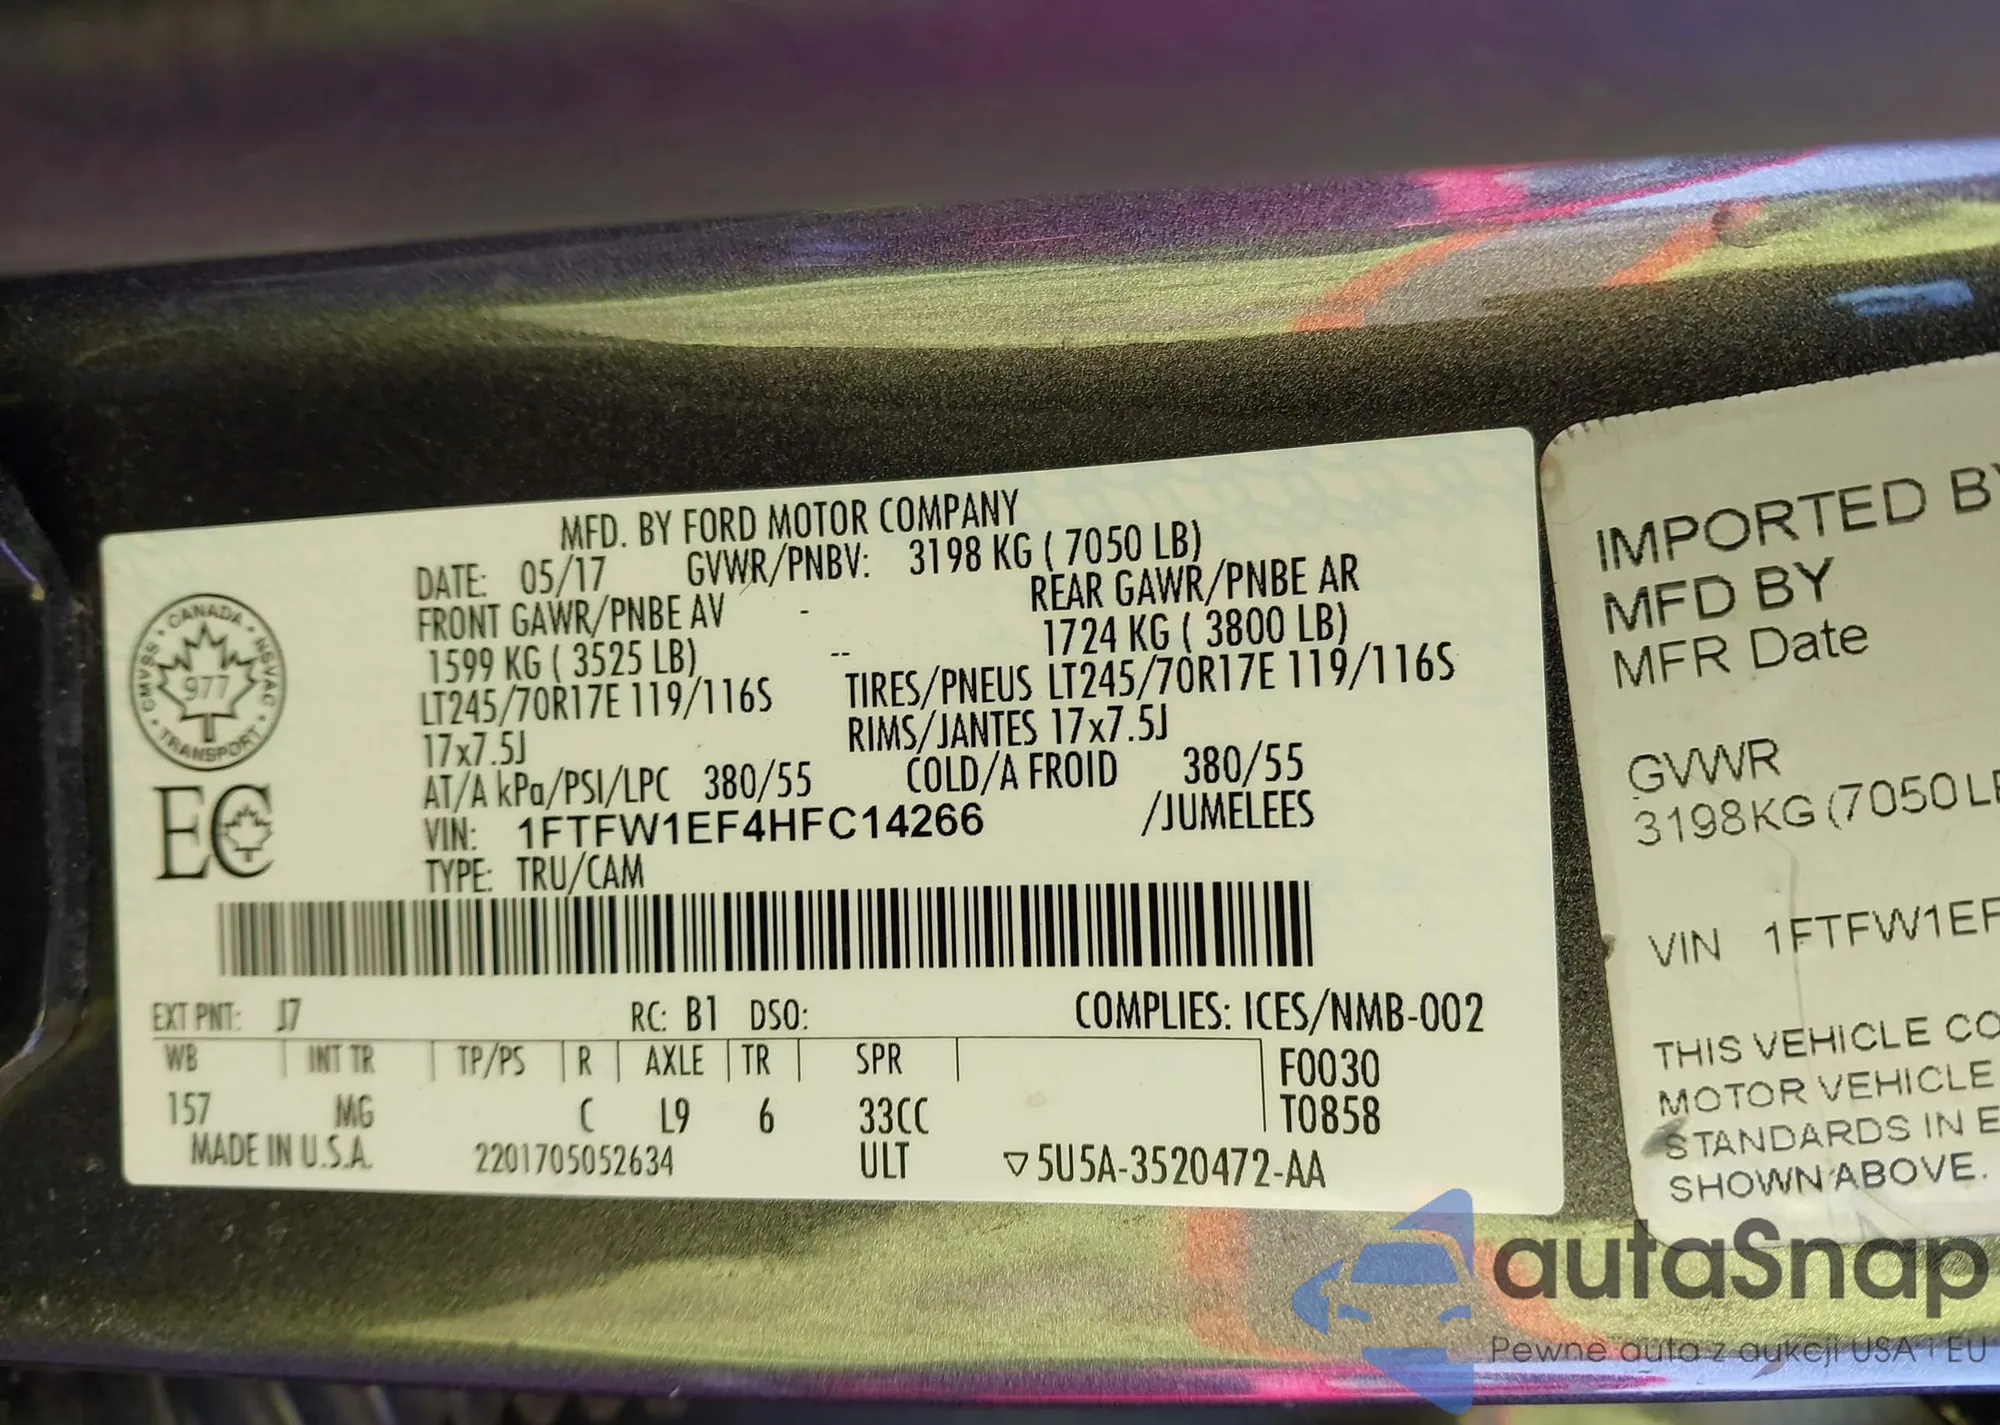 MFD. BY FORD MOTOR COMPANY
DATE: 05/17 GVWR/PNBV: 3198 KG ( 7050 LB)
FRONT GAWR/PNBE AV - REAR GAWR/PNBE AR
1599 KG ( 3525 LB) -- 1724 KG ( 3800 LB)
LT245/70R17E 119/116S TIRES/PNEUS LT245/70R17E 119/116S
17x7.5J RIMS/JANTES 17x7.5J
AT/A kPa/PSI/LPC 380/55 COLD/A FROID 380/55
VIN: 1FTFW1EF4HFC14266 /JUMELEES
TYPE: TRU/CAM
CANADA
CMVSS · NSVAC
977
TRANSPORT
EC
EXT PNT: J7 RC: B1 DSO: COMPLIES: ICES/NMB-002
WB INT TR TP/PS R AXLE TR SPR F0030
157 MG C L9 6 33CC T0858
MADE IN U.S.A. 2201705052634 ULT ▽5U5A-3520472-AA
IMPORTED BY
MFD BY
MFR Date
GVWR
3198KG (7050 LB
VIN 1FTFW1EF
THIS VEHICLE CO
MOTOR VEHICLE
STANDARDS IN E
SHOWN ABOVE.
autaSnap
Pewne auta z aukcji USA i EU